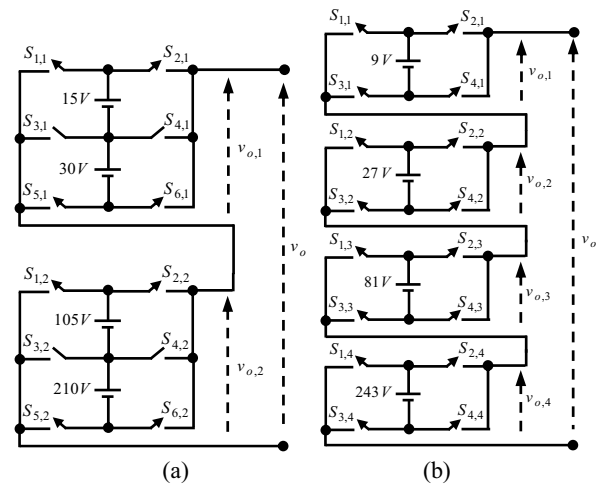 S1,1 S2,1
15V
S3,1 S4,1
30V
S5,1 S6,1
vo,1
S1,2 S2,2
105V
S3,2 S4,2
210V
S5,2 S6,2
vo,2
vo
(a)
S1,1 S2,1
9V
S3,1 S4,1
vo,1
S1,2 S2,2
27V
S3,2 S4,2
vo,2
S1,3 S2,3
81V
S3,3 S4,3
vo,3
S1,4 S2,4
243V
S3,4 S4,4
vo,4
vo
(b)